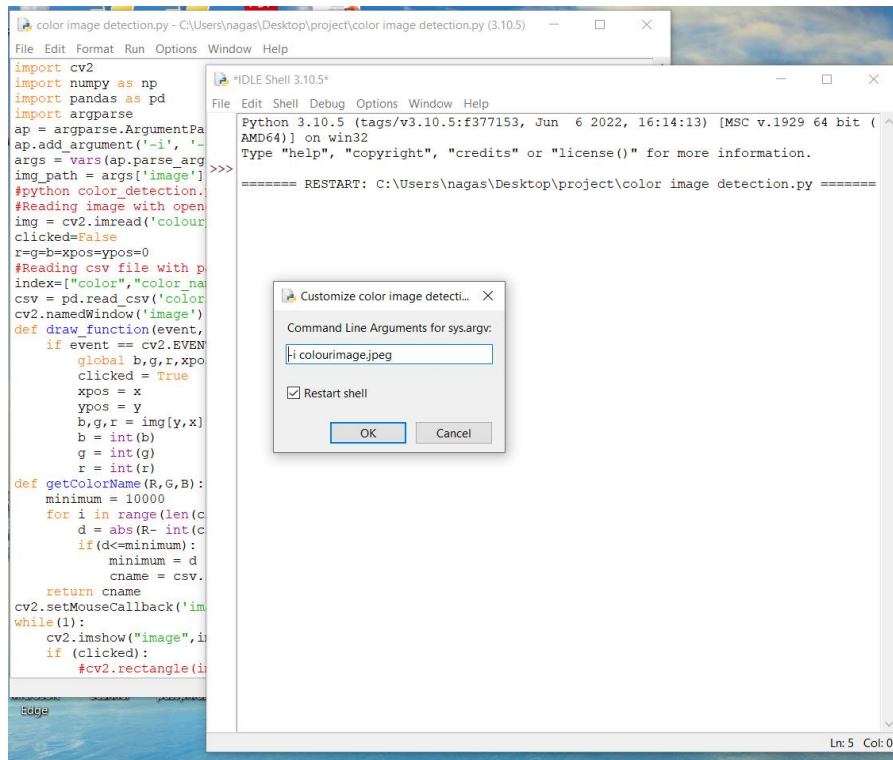 color image detection.py - C:\Users\nagas\Desktop\project\color image detection.py (3.10.5)
File Edit Format Run Options Window Help
import cv2
import numpy as np
import pandas as pd
import argparse
ap = argparse.ArgumentPa
ap.add_argument('-i', '-
args = vars(ap.parse_arg
img_path = args['image']
#python color_detection.
#Reading image with open
img = cv2.imread('colour
clicked=False
r=g=b=xpos=ypos=0
#Reading csv file with p
index=["color","color_na
csv = pd.read_csv('color
cv2.namedWindow('image')
def draw_function(event,
if event == cv2.EVEN
global b,g,r,xpo
clicked = True
xpos = x
ypos = y
b,g,r = img[y,x]
b = int(b)
g = int(g)
r = int(r)
def getColorName(R,G,B):
minimum = 10000
for i in range(len(c
d = abs(R- int(c
if(d<=minimum):
minimum = d
cname = csv.
return cname
cv2.setMouseCallback('im
while(1):
cv2.imshow("image",i
if (clicked):
#cv2.rectangle(i
*IDLE Shell 3.10.5*
File Edit Shell Debug Options Window Help
Python 3.10.5 (tags/v3.10.5:f377153, Jun 6 2022, 16:14:13) [MSC v.1929 64 bit (
AMD64)] on win32
Type "help", "copyright", "credits" or "license()" for more information.
>>>
======= RESTART: C:\Users\nagas\Desktop\project\color image detection.py =======
Customize color image detecti...
Command Line Arguments for sys.argv:
-i colourimage.jpeg
Restart shell
OK Cancel
Edge
Ln: 5 Col: 0